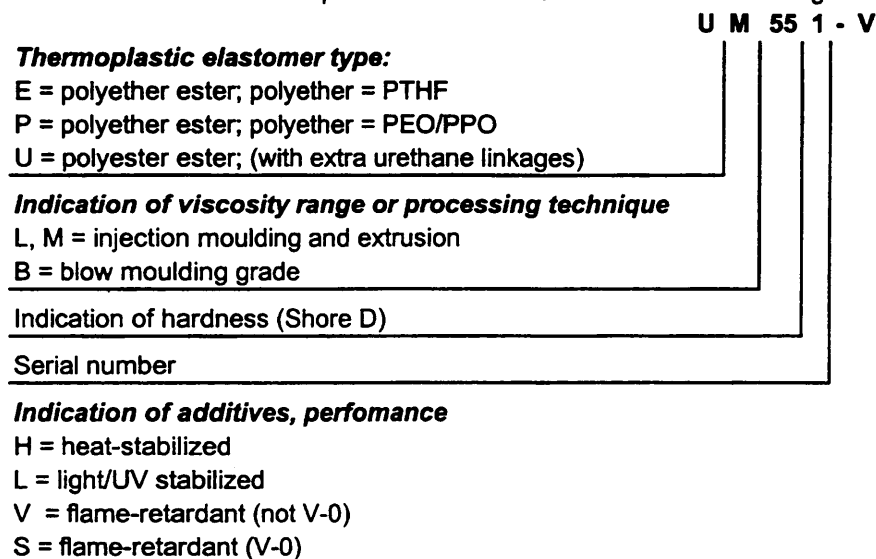 U M 55 1 - V
Thermoplastic elastomer type:
E = polyether ester; polyether = PTHF
P = polyether ester; polyether = PEO/PPO
U = polyester ester; (with extra urethane linkages)
Indication of viscosity range or processing technique
L, M = injection moulding and extrusion
B = blow moulding grade
Indication of hardness (Shore D)
Serial number
Indication of additives, perfomance
H = heat-stabilized
L = light/UV stabilized
V = flame-retardant (not V-0)
S = flame-retardant (V-0)